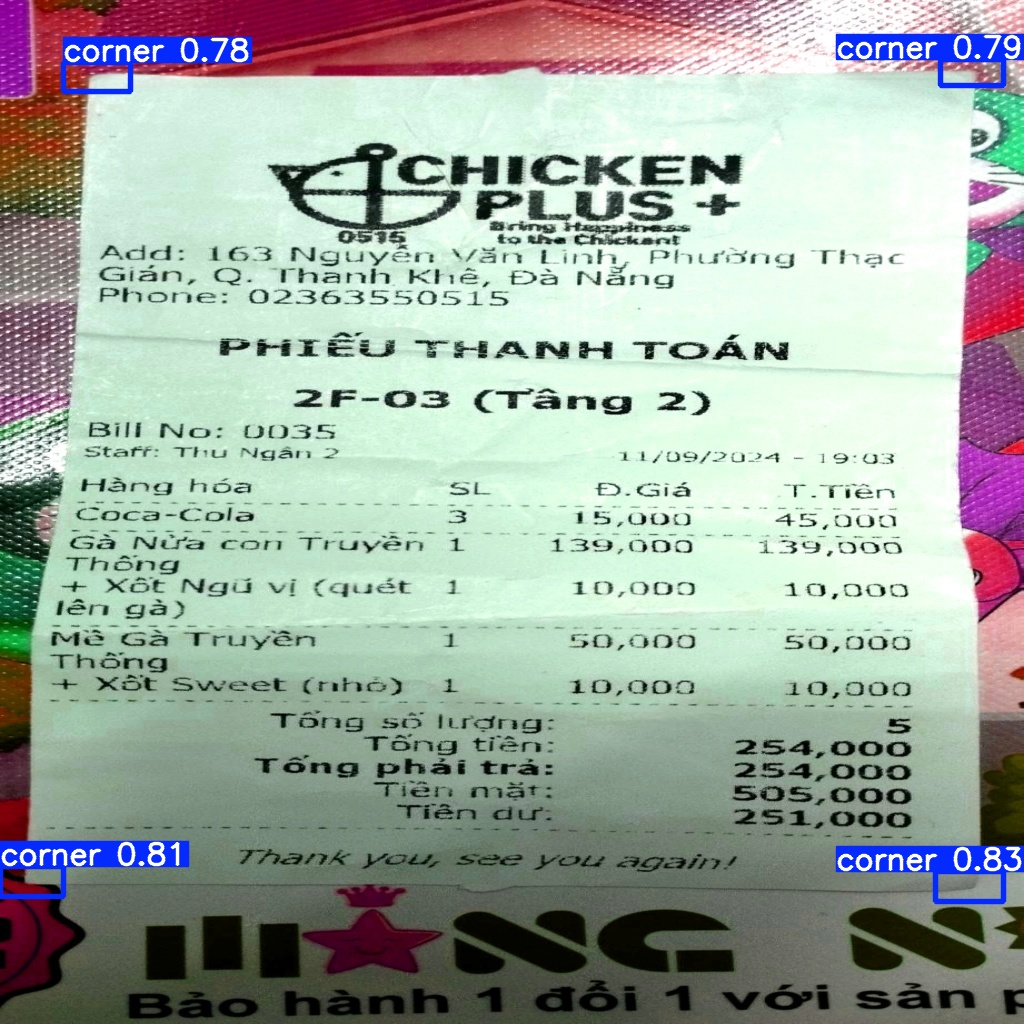 corner 0.78
corner 0.79
CHICKEN
PLUS +
Bring Happiness
to the Chickent
0515
Add: 163 Nguyễn Văn Linh, Phường Thạc
Gián, Q. Thanh Khê, Đà Nẵng
Phone: 02363550515
PHIẾU THANH TOÁN
2F-03 (Tầng 2)
Bill No: 0035
Staff: Thu Ngân 2 11/09/2024 - 19:03
Hàng hóa SL Đ.Giá T.Tiền
Coca-Cola 3 15,000 45,000
Gà Nửa con Truyền 1 139,000 139,000
Thống
+ Xốt Ngũ vị (quét 1 10,000 10,000
lên gà)
Mề Gà Truyền 1 50,000 50,000
Thống
+ Xốt Sweet (nhỏ) 1 10,000 10,000
Tổng số lượng: 5
Tổng tiền: 254,000
Tổng phải trả: 254,000
Tiền mặt: 505,000
Tiền dư: 251,000
Thank you, see you again!
corner 0.81
corner 0.83
Bảo hành 1 đổi 1 với sản p